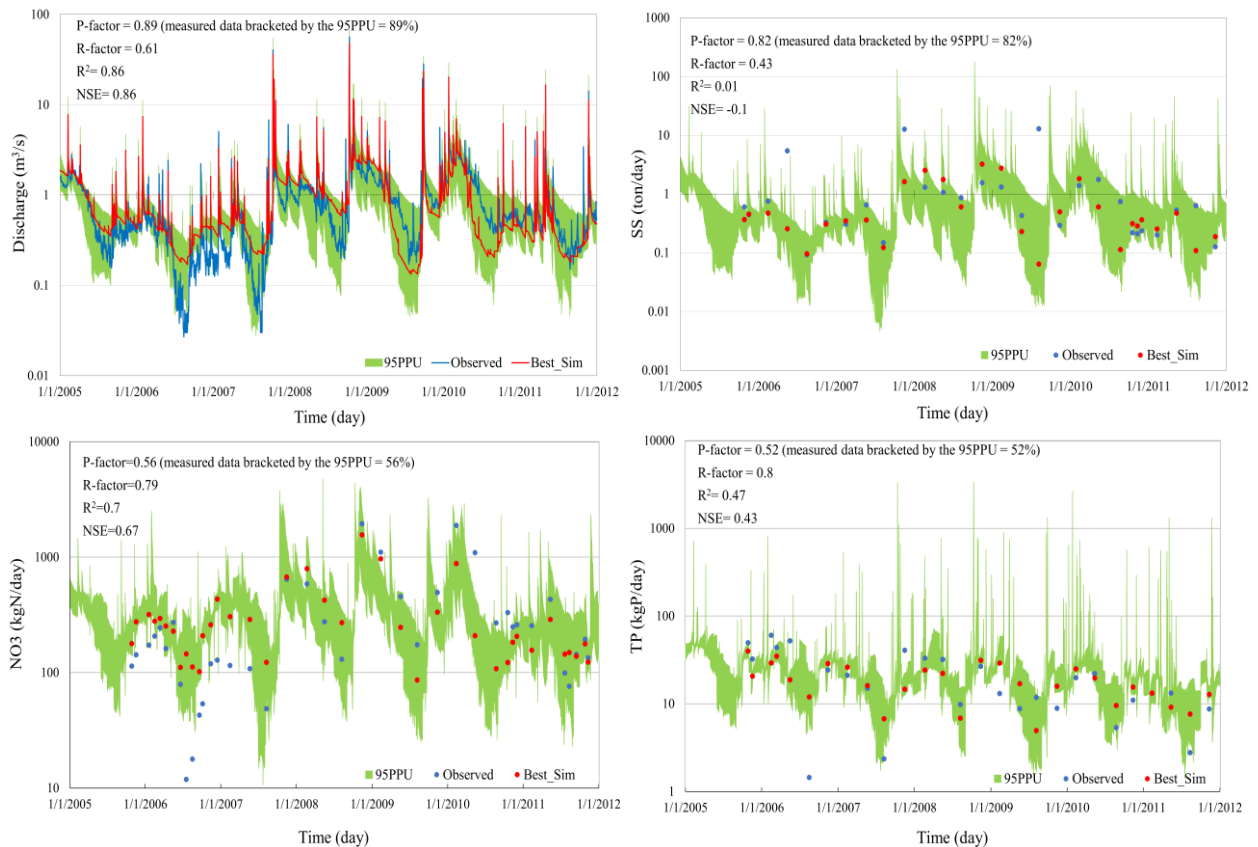 100
10
1
0.1
0.01
Discharge (m³/s)
P-factor = 0.89 (measured data bracketed by the 95PPU = 89%)
R-factor = 0.61
R²= 0.86
NSE= 0.86
95PPU Observed Best_Sim
1/1/2005 1/1/2006 1/1/2007 1/1/2008 1/1/2009 1/1/2010 1/1/2011 1/1/2012
Time (day)
1000
100
10
1
0.1
0.01
0.001
SS (ton/day)
P-factor = 0.82 (measured data bracketed by the 95PPU = 82%)
R-factor = 0.43
R² = 0.01
NSE= -0.1
95PPU Observed Best_Sim
1/1/2005 1/1/2006 1/1/2007 1/1/2008 1/1/2009 1/1/2010 1/1/2011 1/1/2012
Time (day)
10000
1000
100
10
NO3 (kgN/day)
P-factor=0.56 (measured data bracketed by the 95PPU = 56%)
R-factor=0.79
R²=0.7
NSE=0.67
95PPU Observed Best_Sim
1/1/2005 1/1/2006 1/1/2007 1/1/2008 1/1/2009 1/1/2010 1/1/2011 1/1/2012
Time (day)
10000
1000
100
10
1
TP (kgP/day)
P-factor = 0.52 (measured data bracketed by the 95PPU = 52%)
R-factor = 0.8
R² = 0.47
NSE= 0.43
95PPU Observed Best_Sim
1/1/2005 1/1/2006 1/1/2007 1/1/2008 1/1/2009 1/1/2010 1/1/2011 1/1/2012
Time (day)